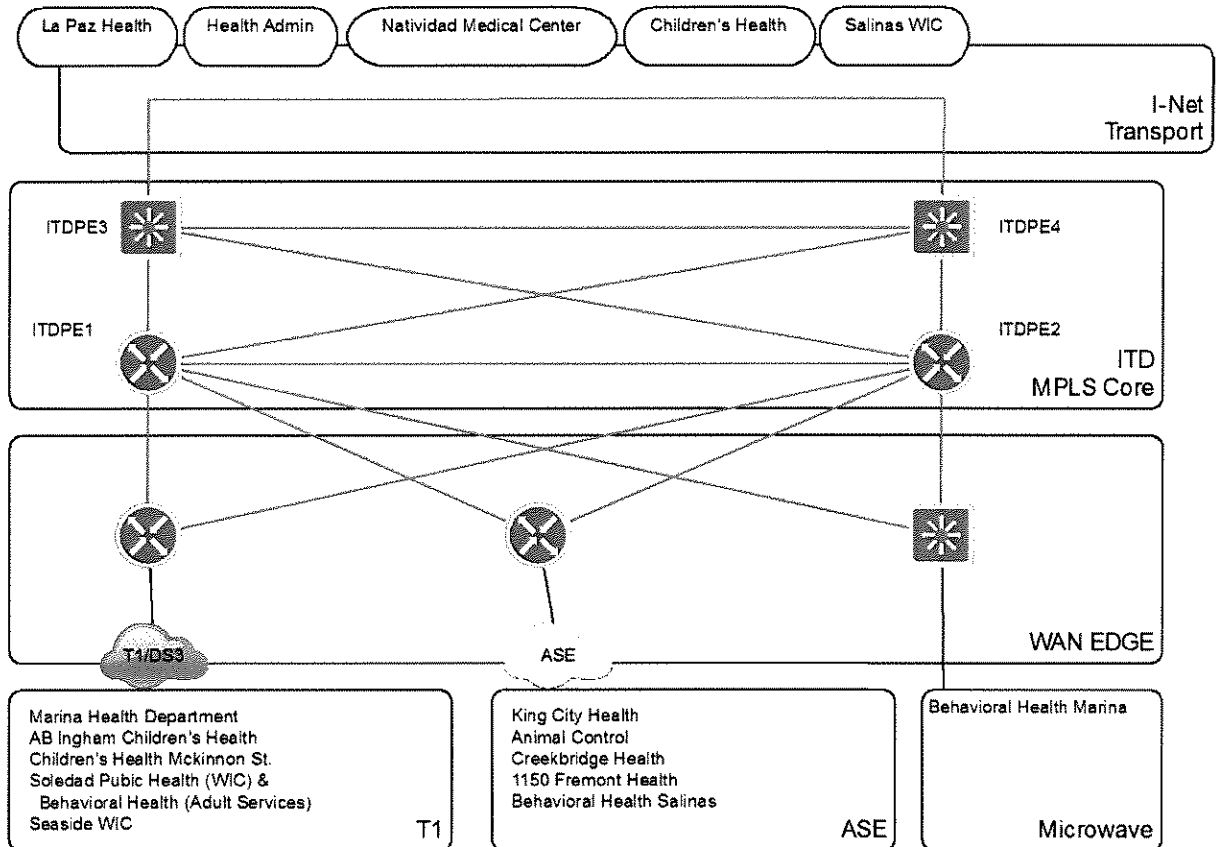 La Paz Health
Health Admin
Natividad Medical Center
Children's Health
Salinas WIC
I-Net
Transport
ITDPE3
ITDPE4
ITDPE1
ITDPE2
ITD
MPLS Core
T1/DS3
ASE
WAN EDGE
Marina Health Department
AB Ingham Children's Health
Children's Health Mckinnon St.
Soledad Pubic Health (WIC) &
Behavioral Health (Adult Services)
Seaside WIC
T1
King City Health
Animal Control
Creekbridge Health
1150 Fremont Health
Behavioral Health Salinas
ASE
Behavioral Health Marina
Microwave